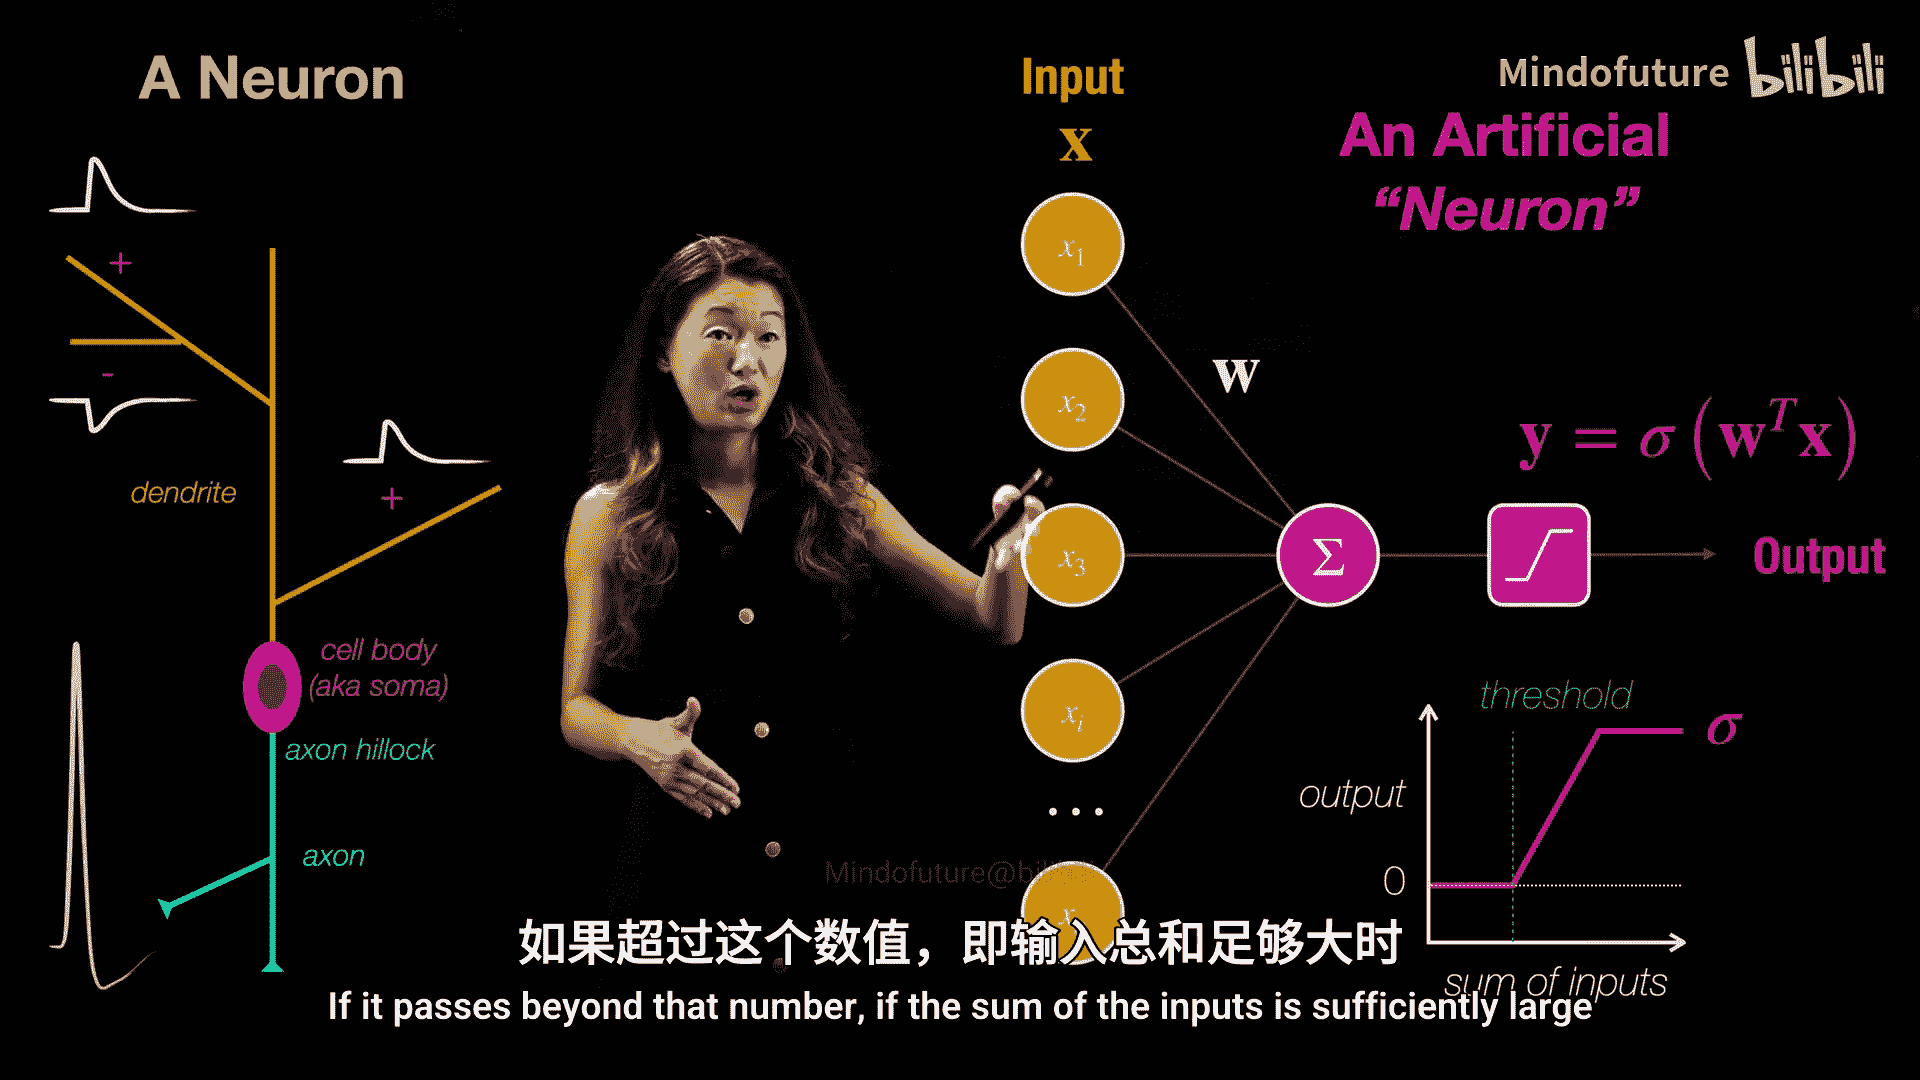 A Neuron
+
-
dendrite
+
cell body
(aka soma)
axon hillock
axon
Input
x
x₁
x₂
x₃
xᵢ
...
x
w
Σ
Mindofuture bilibili
An Artificial
“Neuron”
y = σ (wᵀx)
Output
threshold
σ
output
0
sum of inputs
Mindofuture@bili
如果超过这个数值，即输入总和足够大时
If it passes beyond that number, if the sum of the inputs is sufficiently large